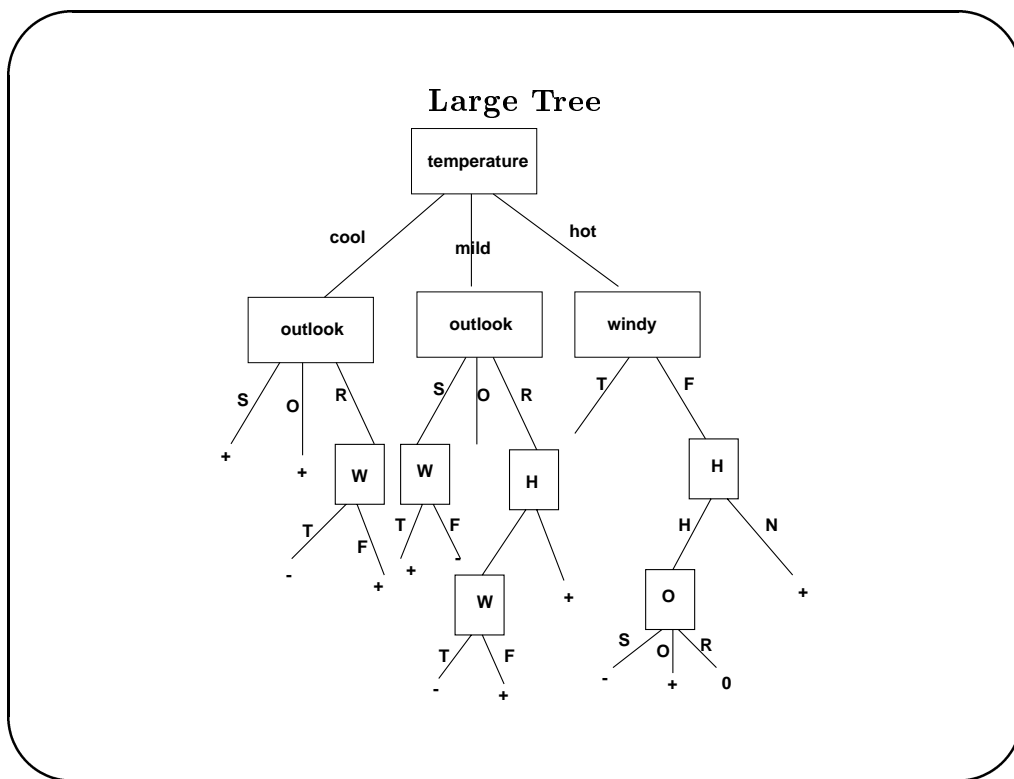 Large Tree
temperature
cool mild hot
outlook outlook windy
S O R S O R T F
+ + W W H H
T F T F H N
- + + - W + O +
T F S O R
- + - + 0